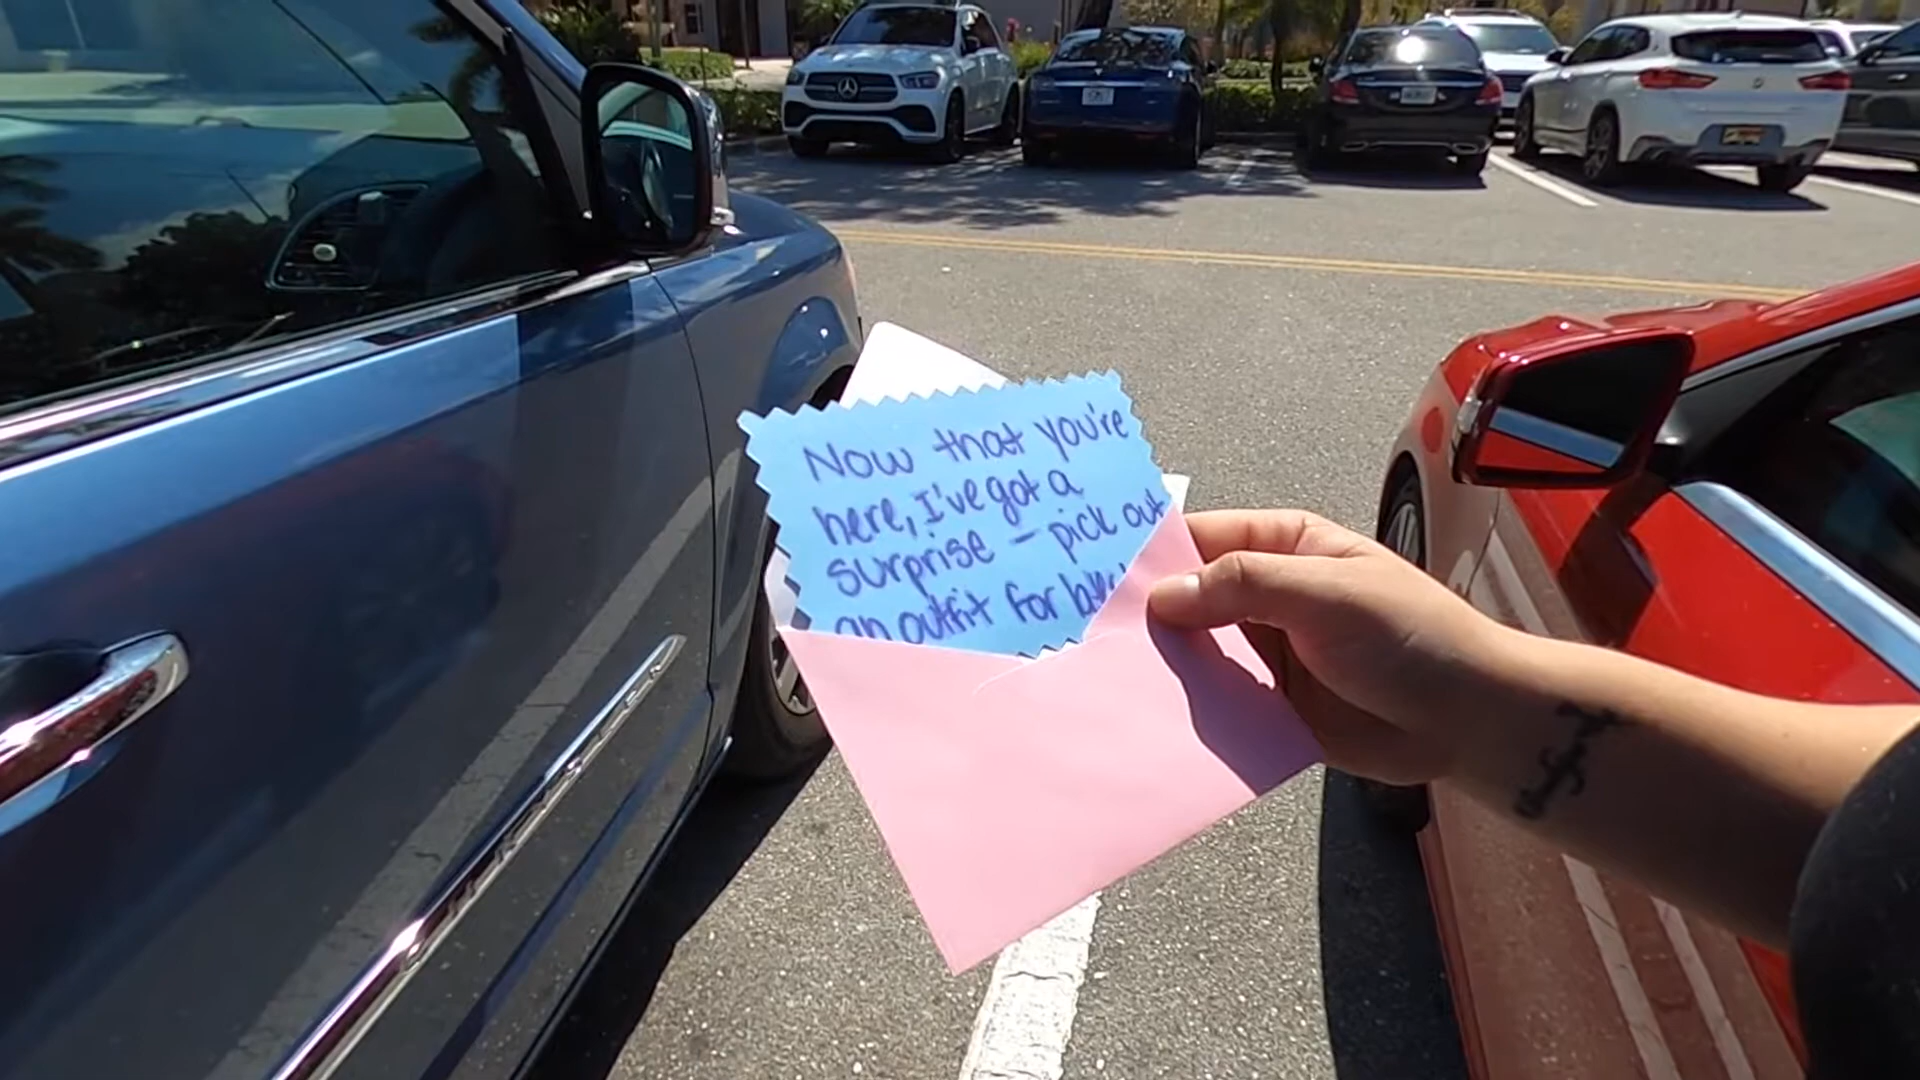 Now that you're
here, I've got a
surprise – pick out
an outfit for